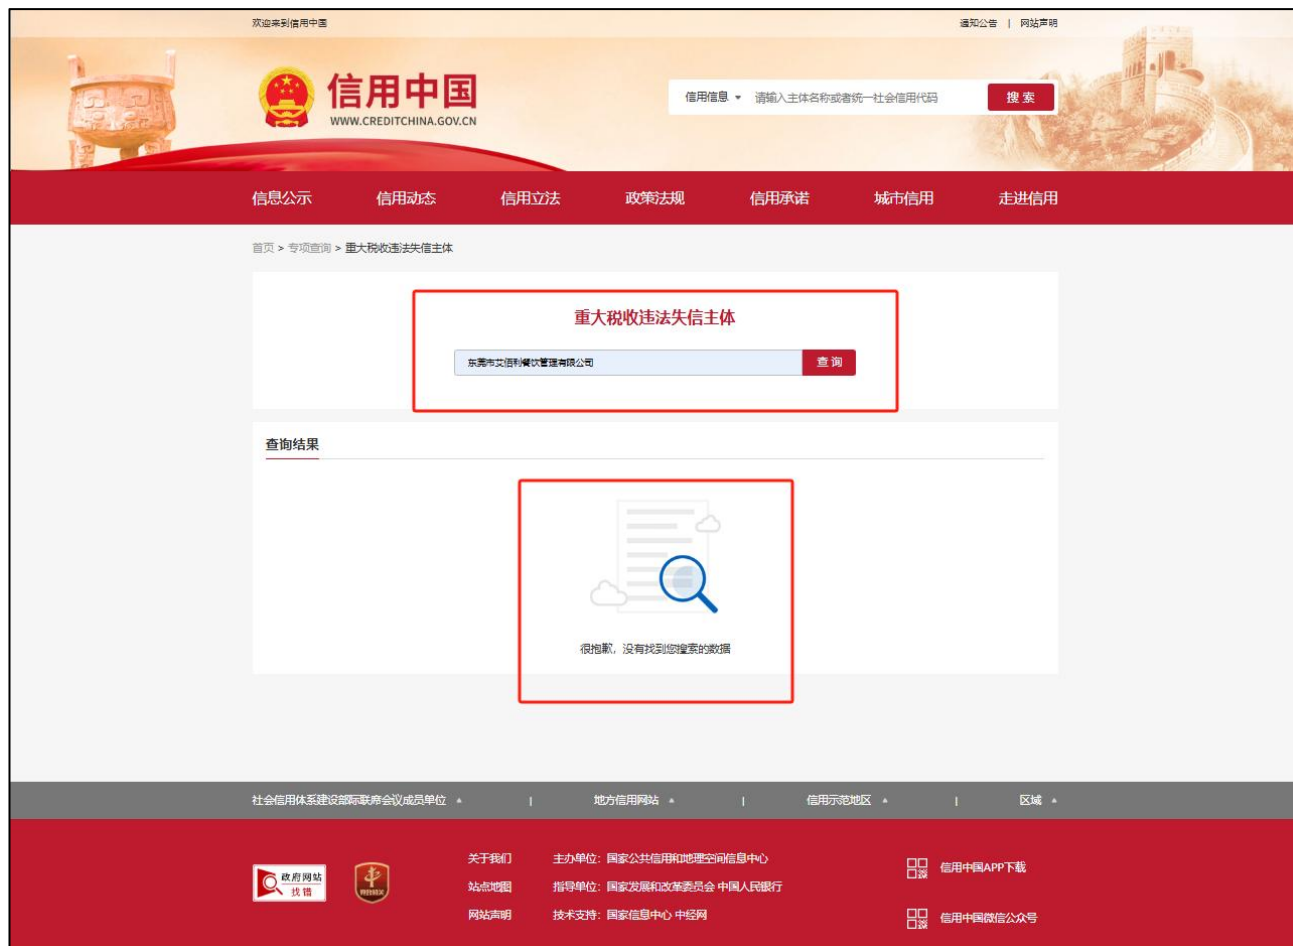 欢迎来到信用中国
通知公告 | 网站声明
信用中国
WWW.CREDITCHINA.GOV.CN
信用信息 请输入主体名称或者统一社会信用代码 搜索
信息公示 信用动态 信用立法 政策法规 信用承诺 城市信用 走进信用
首页 > 专项查询 > 重大税收违法失信主体
重大税收违法失信主体
东莞市艾佰利餐饮管理有限公司 查询
查询结果
很抱歉，没有找到您搜索的数据
社会信用体系建设部际联席会议成员单位 | 地方信用网站 | 信用示范地区 | 区域
政府网站
找错
关于我们 主办单位：国家公共信用和地理空间信息中心
站点地图 指导单位：国家发展和改革委员会 中国人民银行
网站声明 技术支持：国家信息中心 中经网
信用中国APP下载
信用中国微信公众号